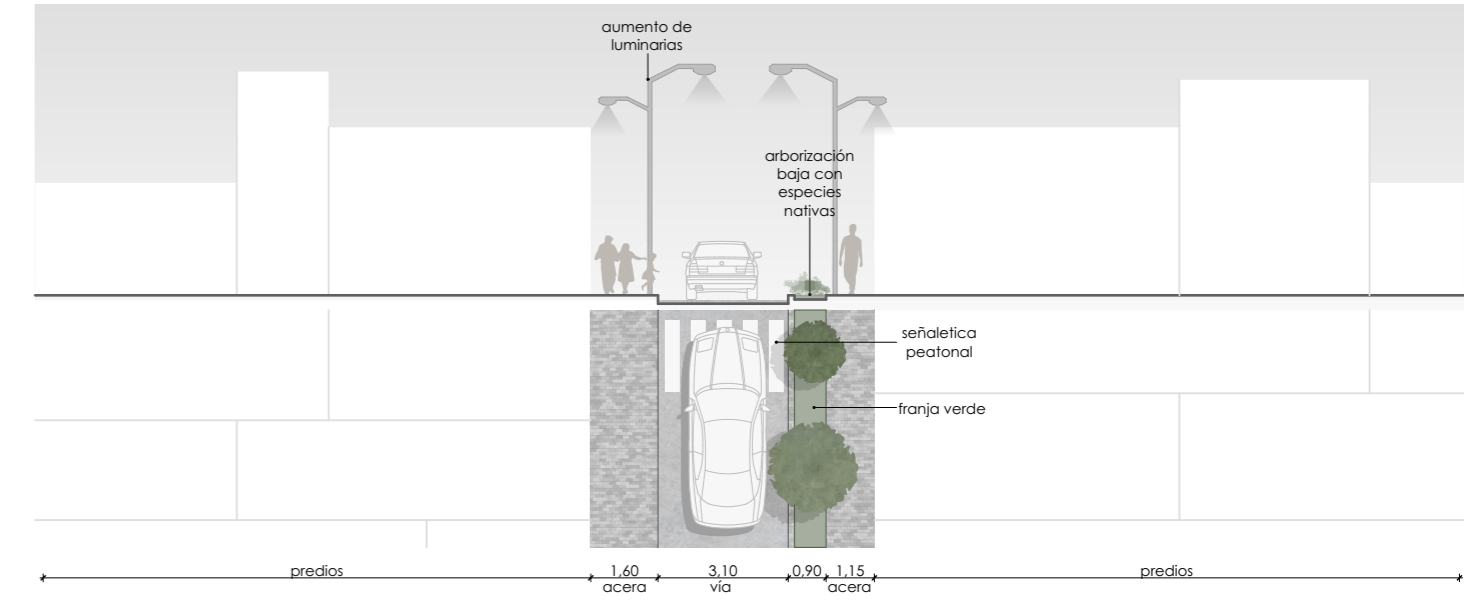 aumento de
luminarias
arborización
baja con
especies
nativas
señaletica
peatonal
franja verde
predios
1,60
acera
3,10
vía
0,90
1,15
acera
predios